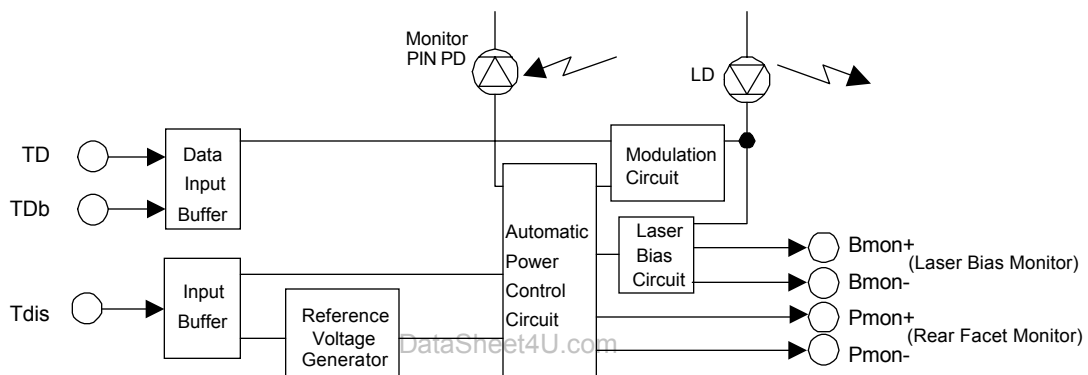 Monitor
PIN PD
LD
TD
TDb
Data
Input
Buffer
Modulation
Circuit
Automatic
Power
Control
Circuit
Laser
Bias
Circuit
Bmon+
(Laser Bias Monitor)
Bmon-
Tdis
Input
Buffer
Reference
Voltage
Generator
Pmon+
(Rear Facet Monitor)
Pmon-
DataSheet4U.com